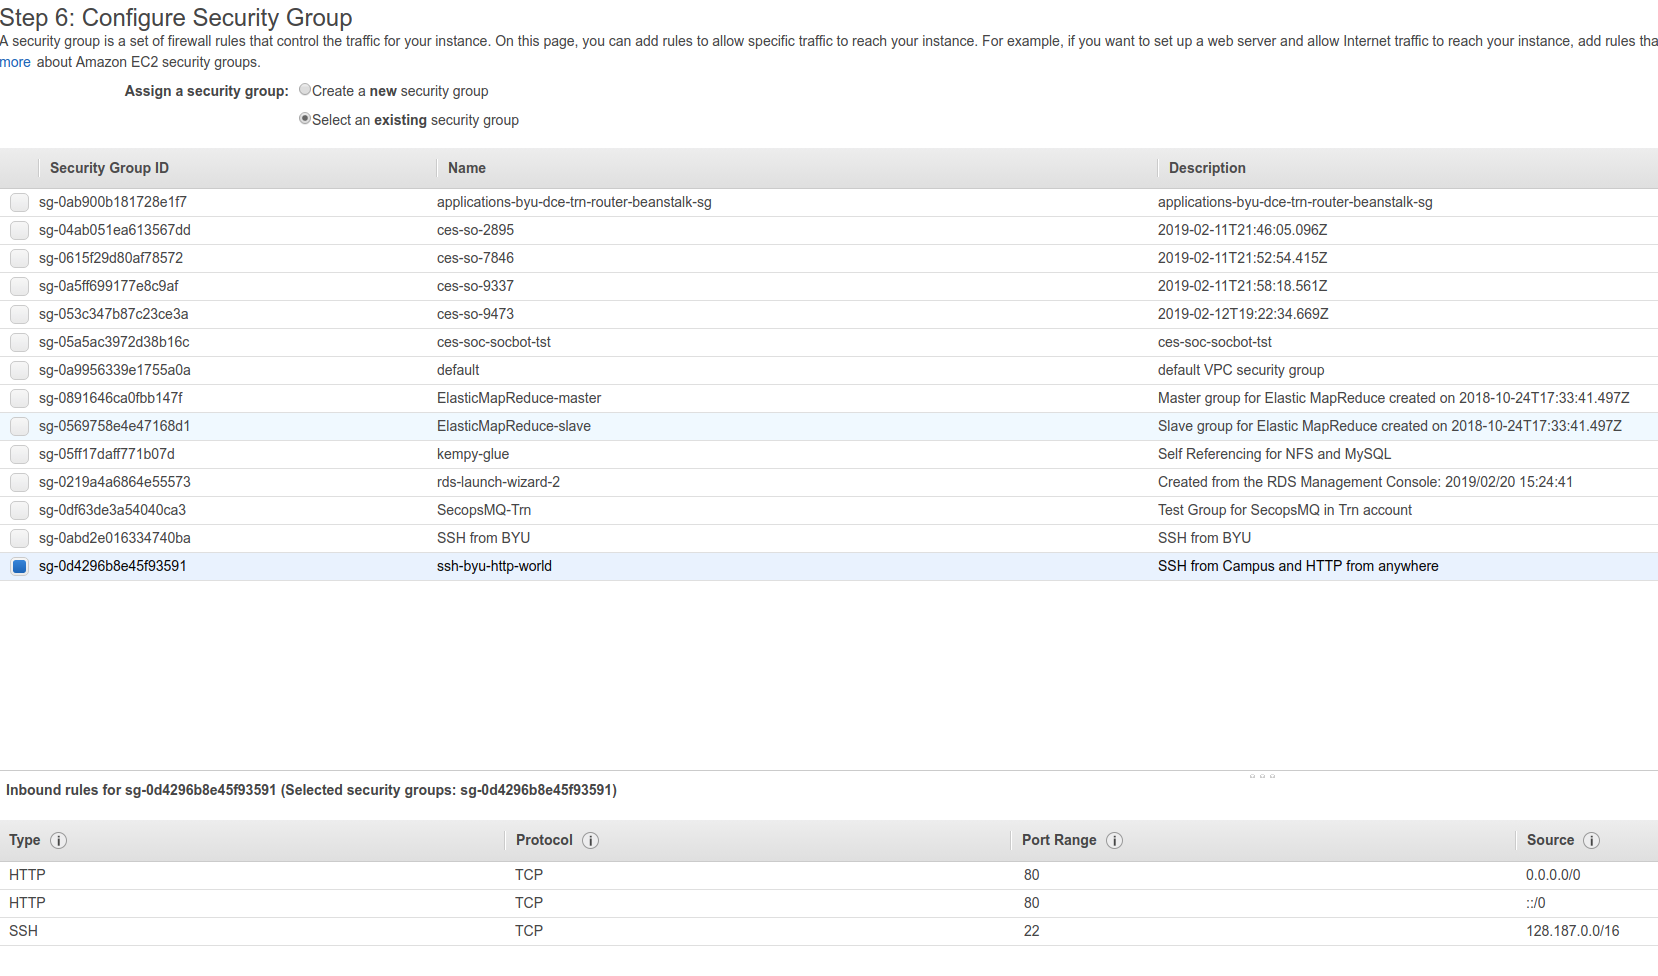 Step 6: Configure Security Group
A security group is a set of firewall rules that control the traffic for your instance. On this page, you can add rules to allow specific traffic to reach your instance. For example, if you want to set up a web server and allow Internet traffic to reach your instance, add rules tha
more about Amazon EC2 security groups.
Assign a security group: Create a new security group
Select an existing security group
Security Group ID Name Description
sg-0ab900b181728e1f7 applications-byu-dce-trn-router-beanstalk-sg applications-byu-dce-trn-router-beanstalk-sg
sg-04ab051ea613567dd ces-so-2895 2019-02-11T21:46:05.096Z
sg-0615f29d80af78572 ces-so-7846 2019-02-11T21:52:54.415Z
sg-0a5ff699177e8c9af ces-so-9337 2019-02-11T21:58:18.561Z
sg-053c347b87c23ce3a ces-so-9473 2019-02-12T19:22:34.669Z
sg-05a5ac3972d38b16c ces-soc-socbot-tst ces-soc-socbot-tst
sg-0a9956339e1755a0a default default VPC security group
sg-0891646ca0fbb147f ElasticMapReduce-master Master group for Elastic MapReduce created on 2018-10-24T17:33:41.497Z
sg-0569758e4e47168d1 ElasticMapReduce-slave Slave group for Elastic MapReduce created on 2018-10-24T17:33:41.497Z
sg-05ff17daff771b07d kempy-glue Self Referencing for NFS and MySQL
sg-0219a4a6864e55573 rds-launch-wizard-2 Created from the RDS Management Console: 2019/02/20 15:24:41
sg-0df63de3a54040ca3 SecopsMQ-Trn Test Group for SecopsMQ in Trn account
sg-0abd2e016334740ba SSH from BYU SSH from BYU
sg-0d4296b8e45f93591 ssh-byu-http-world SSH from Campus and HTTP from anywhere
Inbound rules for sg-0d4296b8e45f93591 (Selected security groups: sg-0d4296b8e45f93591)
Type i Protocol i Port Range i Source i
HTTP TCP 80 0.0.0.0/0
HTTP TCP 80 ::/0
SSH TCP 22 128.187.0.0/16